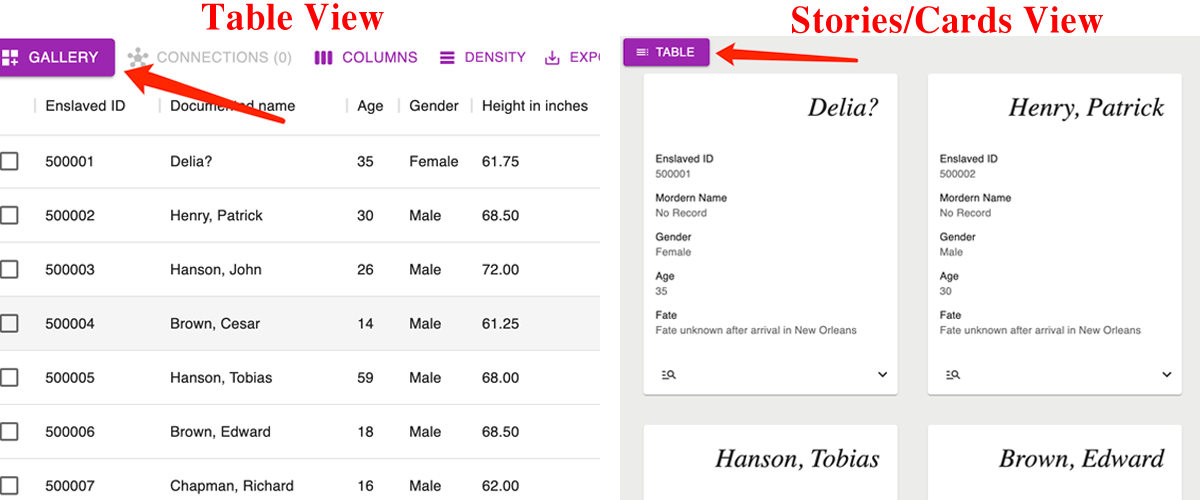 Table View
GALLERY CONNECTIONS (0) COLUMNS DENSITY EXPO
Enslaved ID Documented name Age Gender Height in inches
500001 Delia? 35 Female 61.75
500002 Henry, Patrick 30 Male 68.50
500003 Hanson, John 26 Male 72.00
500004 Brown, Cesar 14 Male 61.25
500005 Hanson, Tobias 59 Male 68.00
500006 Brown, Edward 18 Male 68.50
500007 Chapman, Richard 16 Male 62.00
Stories/Cards View
TABLE
Delia?
Enslaved ID
500001
Mordern Name
No Record
Gender
Female
Age
35
Fate
Fate unknown after arrival in New Orleans
Henry, Patrick
Enslaved ID
500002
Mordern Name
No Record
Gender
Male
Age
30
Fate
Fate unknown after arrival in New Orleans
Hanson, Tobias
Brown, Edward